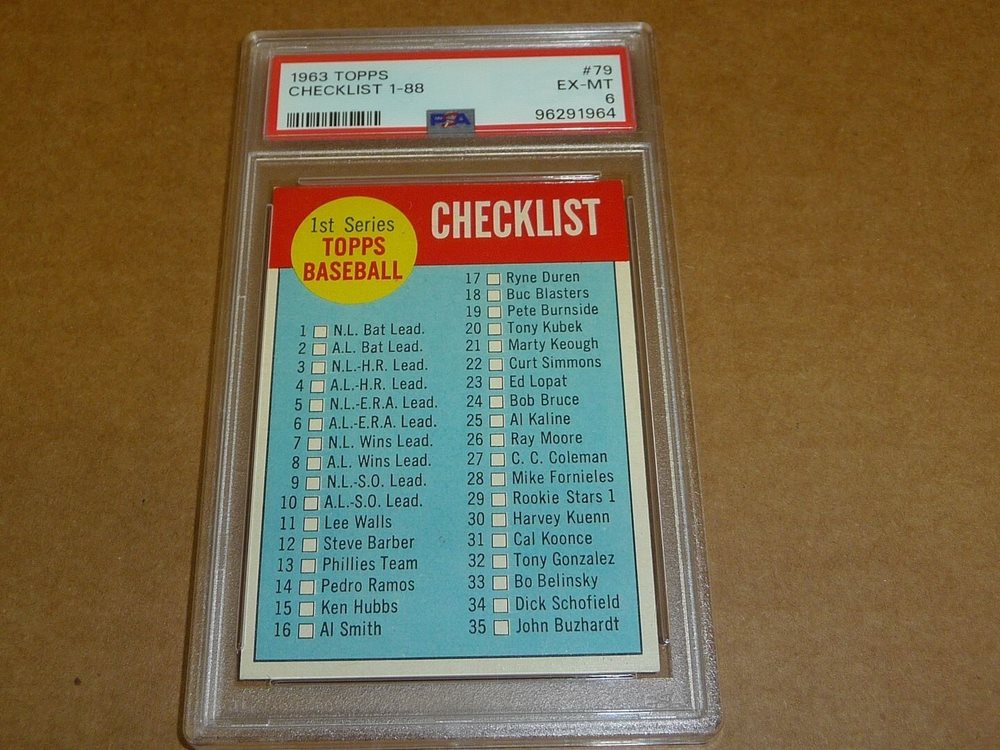 1963 TOPPS #79
CHECKLIST 1-88 EX-MT
6
96291964
PSA
CHECKLIST
1st Series
TOPPS
BASEBALL
1 N.L. Bat Lead.
2 A.L. Bat Lead.
3 N.L.-H.R. Lead.
4 A.L.-H.R. Lead.
5 N.L.-E.R.A. Lead.
6 A.L.-E.R.A. Lead.
7 N.L. Wins Lead.
8 A.L. Wins Lead.
9 N.L.-S.O. Lead.
10 A.L.-S.O. Lead.
11 Lee Walls
12 Steve Barber
13 Phillies Team
14 Pedro Ramos
15 Ken Hubbs
16 Al Smith
17 Ryne Duren
18 Buc Blasters
19 Pete Burnside
20 Tony Kubek
21 Marty Keough
22 Curt Simmons
23 Ed Lopat
24 Bob Bruce
25 Al Kaline
26 Ray Moore
27 C. C. Coleman
28 Mike Fornieles
29 Rookie Stars 1
30 Harvey Kuenn
31 Cal Koonce
32 Tony Gonzalez
33 Bo Belinsky
34 Dick Schofield
35 John Buzhardt